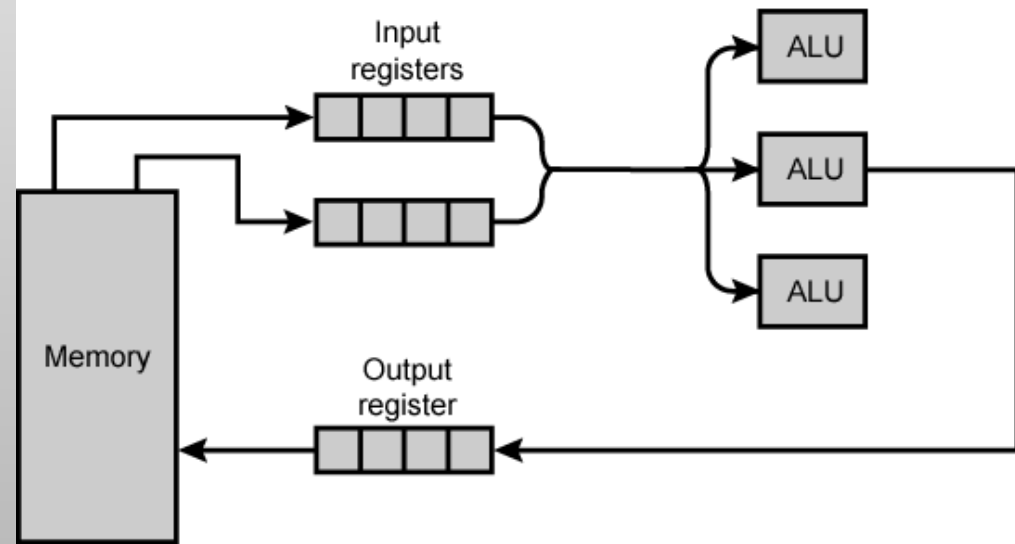 Input
registers
ALU
ALU
ALU
Memory
Output
register